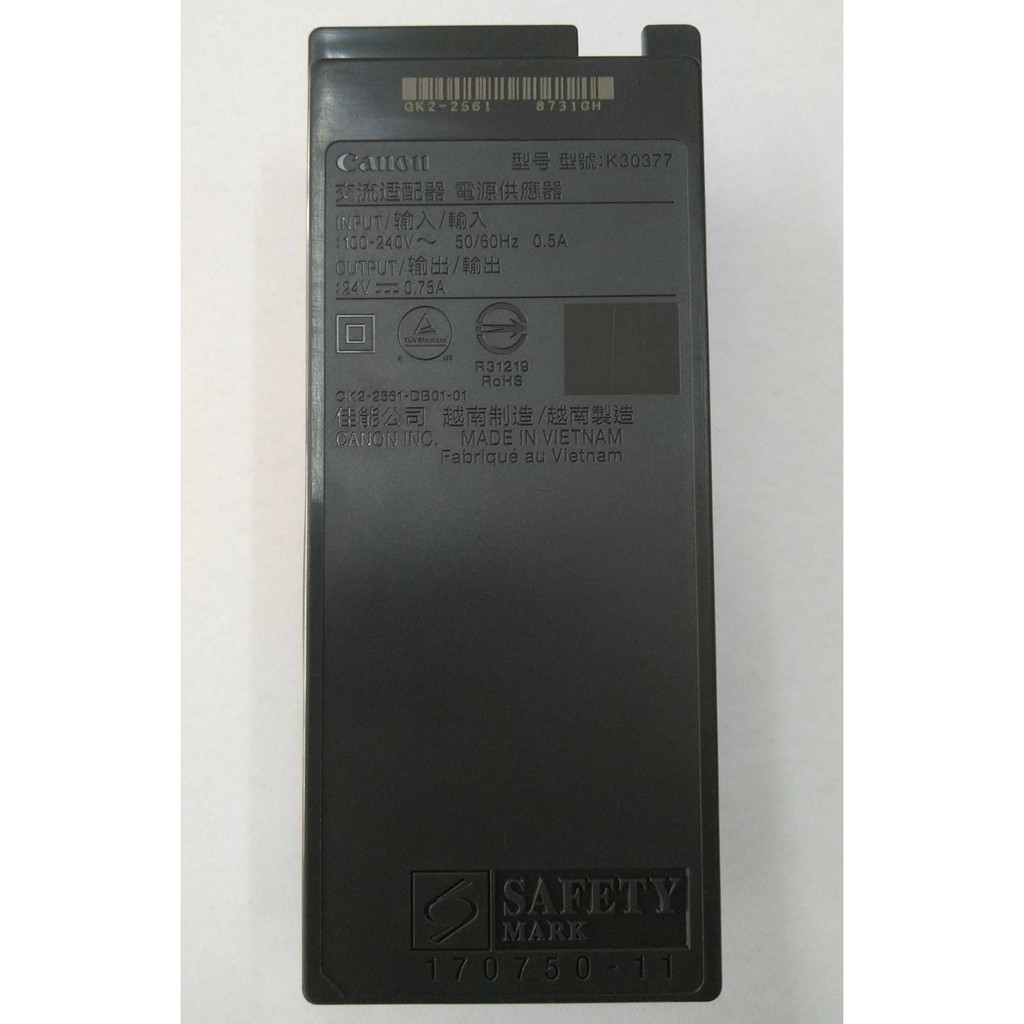 QK2-2561 87310H
Canon 型号 型號:K30377
交流适配器 電源供應器
INPUT/输入/輸入
:100-240V～ 50/60Hz 0.5A
OUTPUT/输出/輸出
:24V ⎓ 0.75A
R31219
RoHS
QK2-2561-DB01-01
佳能公司 越南制造/越南製造
CANON INC. MADE IN VIETNAM
Fabriqué au Vietnam
S SAFETY
MARK
170750-11